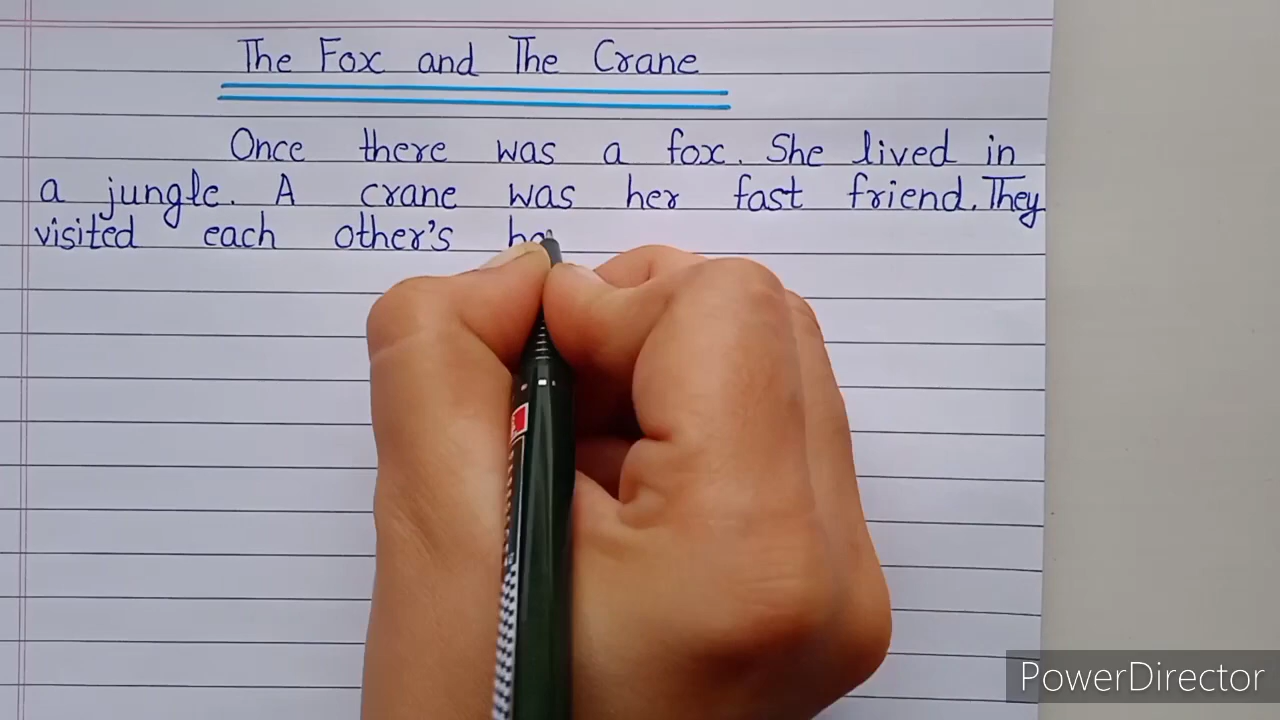 The Fox and The Crane
Once there was a fox. She lived in
a jungle. A crane was her fast friend. They
visited each other's ho
PowerDirector